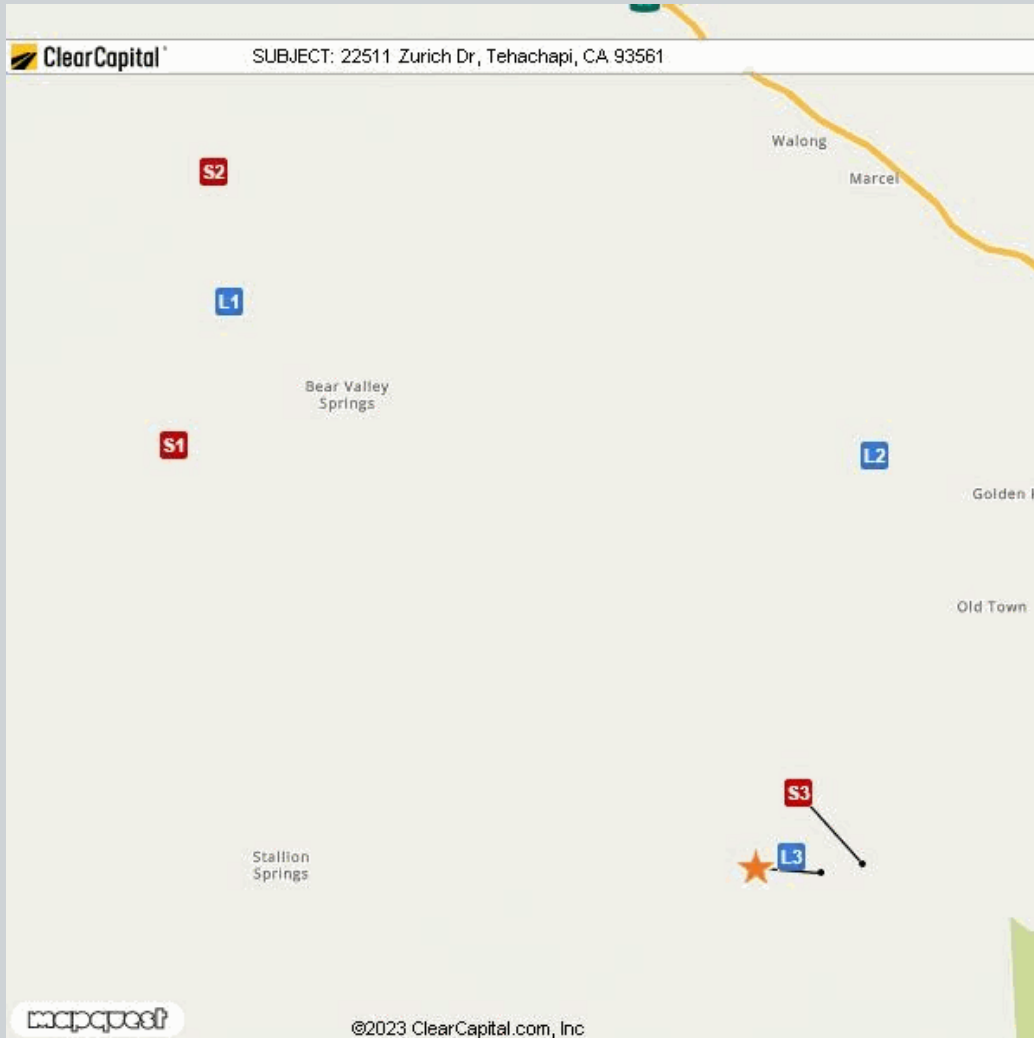 ClearCapital SUBJECT: 22511 Zurich Dr, Tehachapi, CA 93561
Walong
Marcel
S2
L1
Bear Valley
Springs
S1
L2
Golden
Old Town
S3
L3
Stallion
Springs
mapquest
©2023 ClearCapital.com, Inc